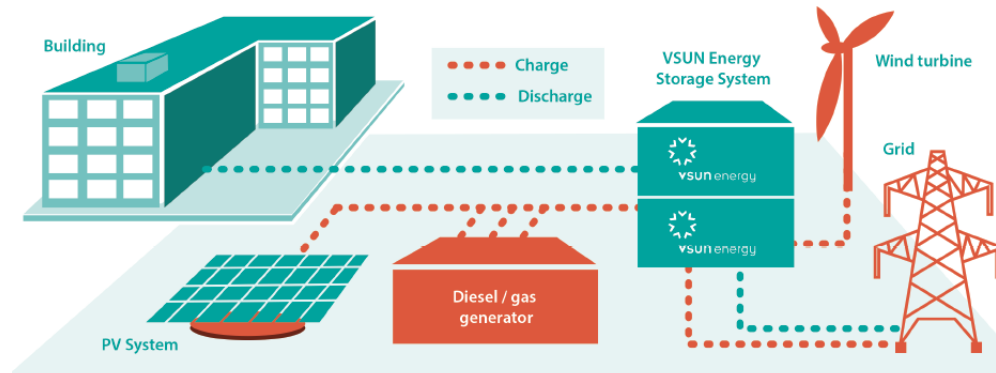 Building
Charge
Discharge
VSUN Energy
Storage System
Wind turbine
Grid
vsun energy
vsun energy
Diesel / gas
generator
PV System